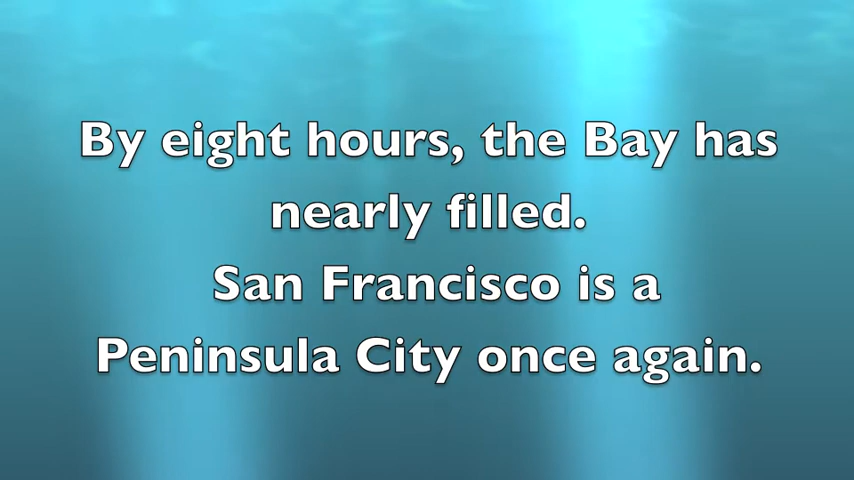 By eight hours, the Bay has
nearly filled.
San Francisco is a
Peninsula City once again.